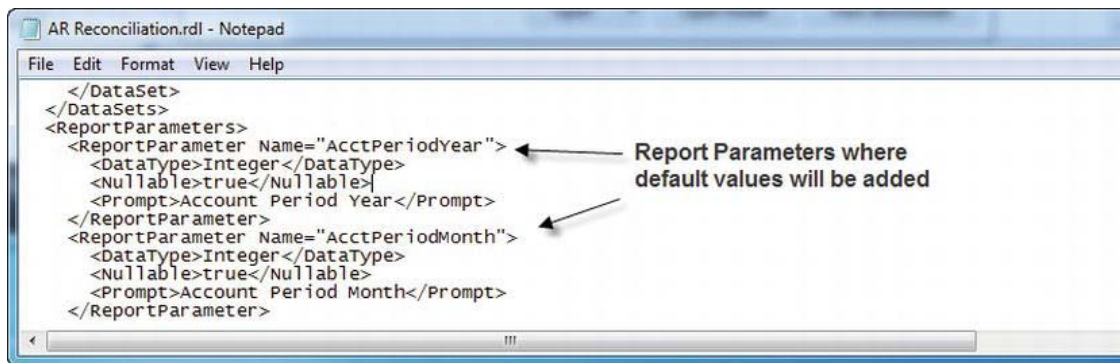 AR Reconciliation.rdl - Notepad
File Edit Format View Help
</DataSet>
</DataSets>
<ReportParameters>
<ReportParameter Name="AcctPeriodYear">
<DataType>Integer</DataType>
<Nullable>true</Nullable>
<Prompt>Account Period Year</Prompt>
</ReportParameter>
<ReportParameter Name="AcctPeriodMonth">
<DataType>Integer</DataType>
<Nullable>true</Nullable>
<Prompt>Account Period Month</Prompt>
</ReportParameter>
Report Parameters where
default values will be added